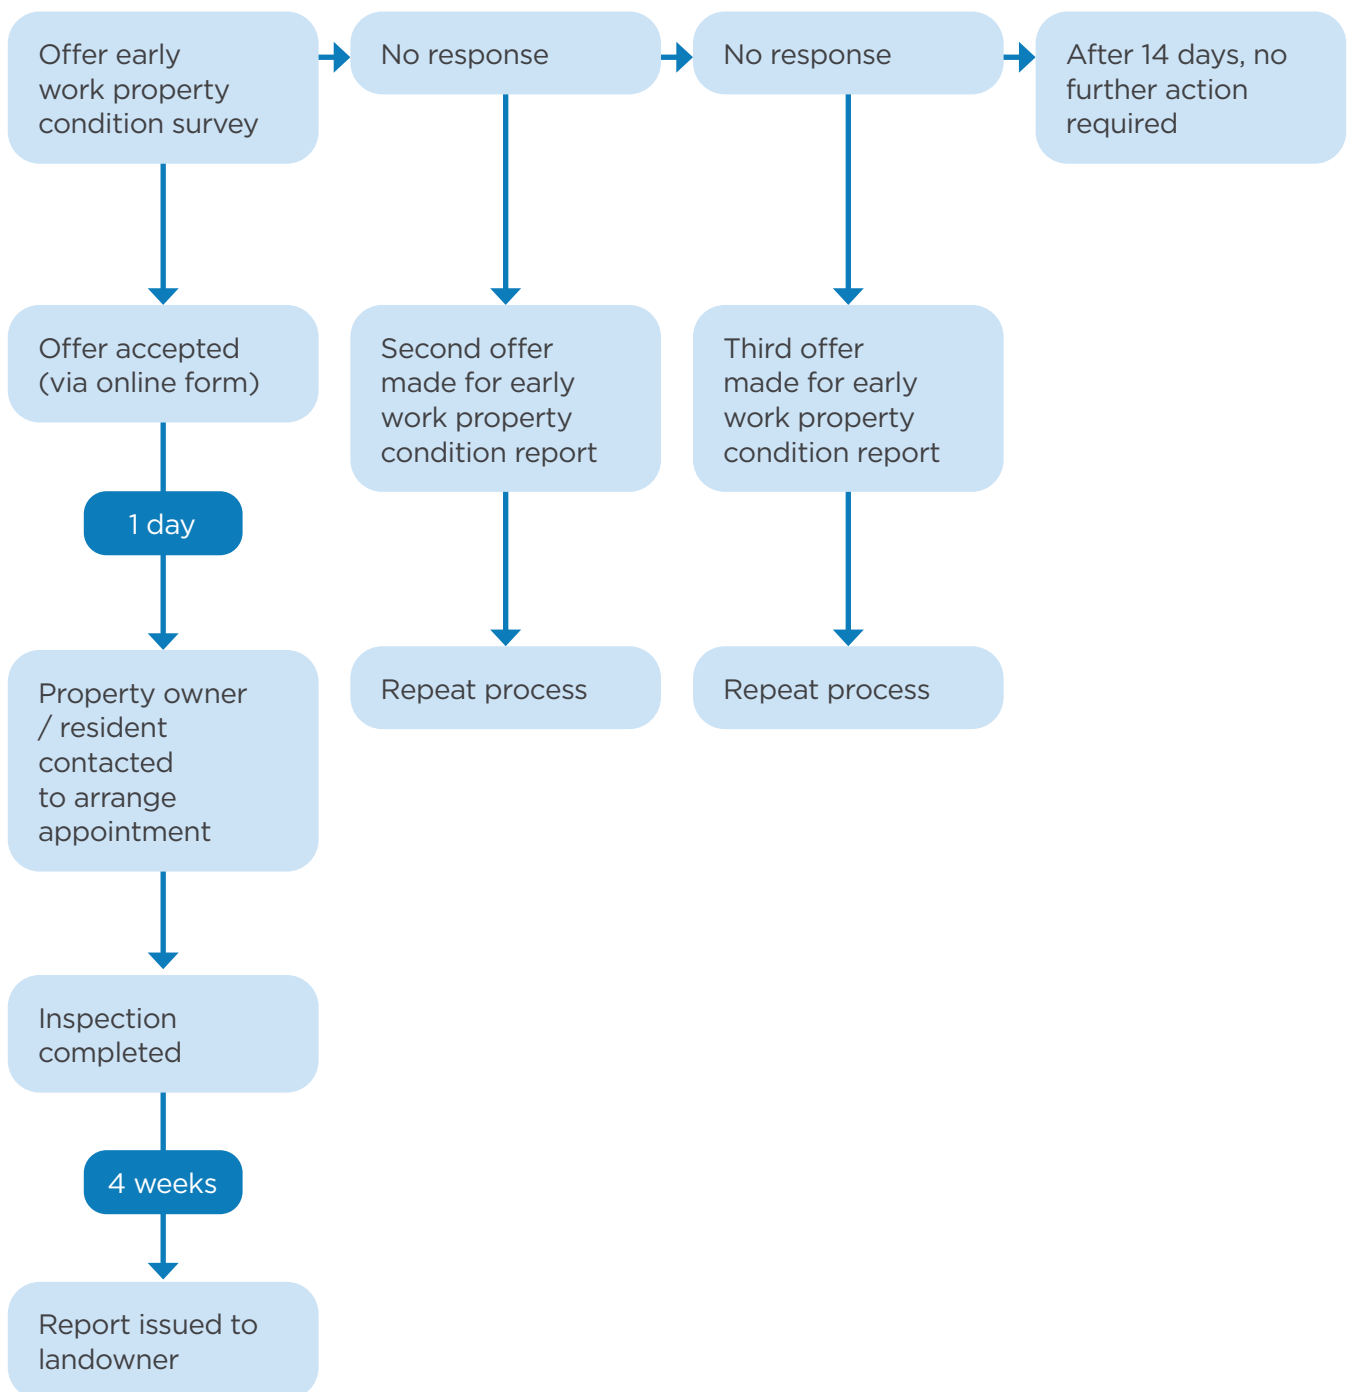 Offer early
work property
condition survey
No response
No response
After 14 days, no
further action
required
Offer accepted
(via online form)
Second offer
made for early
work property
condition report
Third offer
made for early
work property
condition report
1 day
Property owner
/ resident
contacted
to arrange
appointment
Repeat process
Repeat process
Inspection
completed
4 weeks
Report issued to
landowner